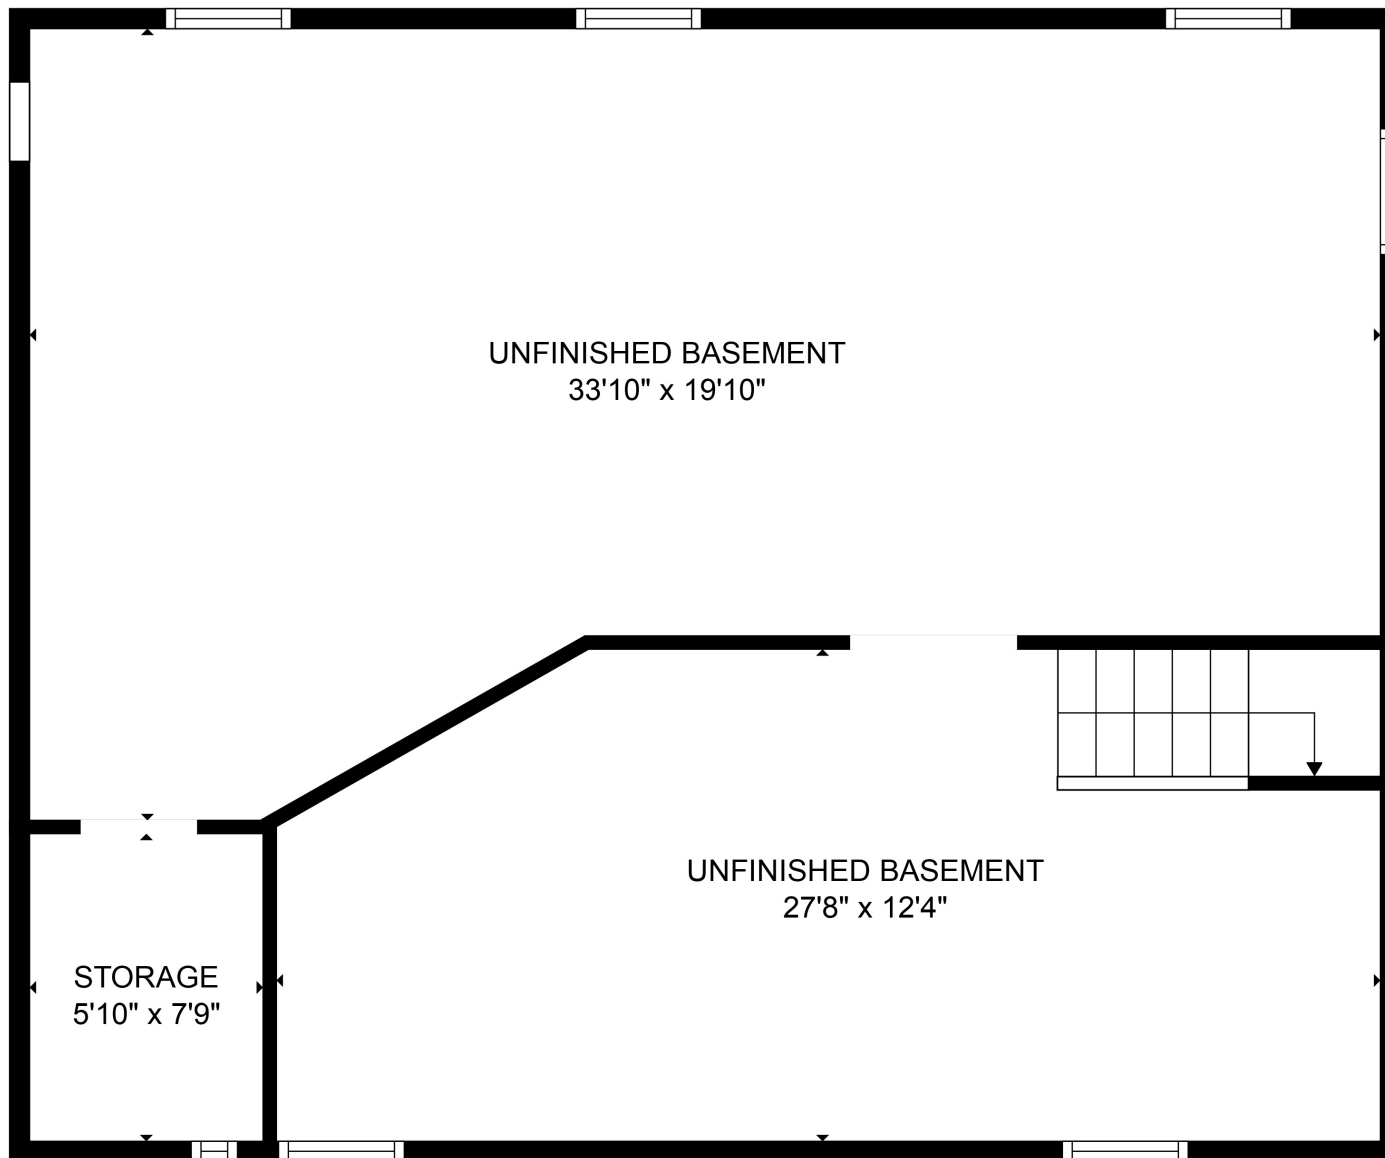 UNFINISHED BASEMENT
33'10" x 19'10"
UNFINISHED BASEMENT
27'8" x 12'4"
STORAGE
5'10" x 7'9"